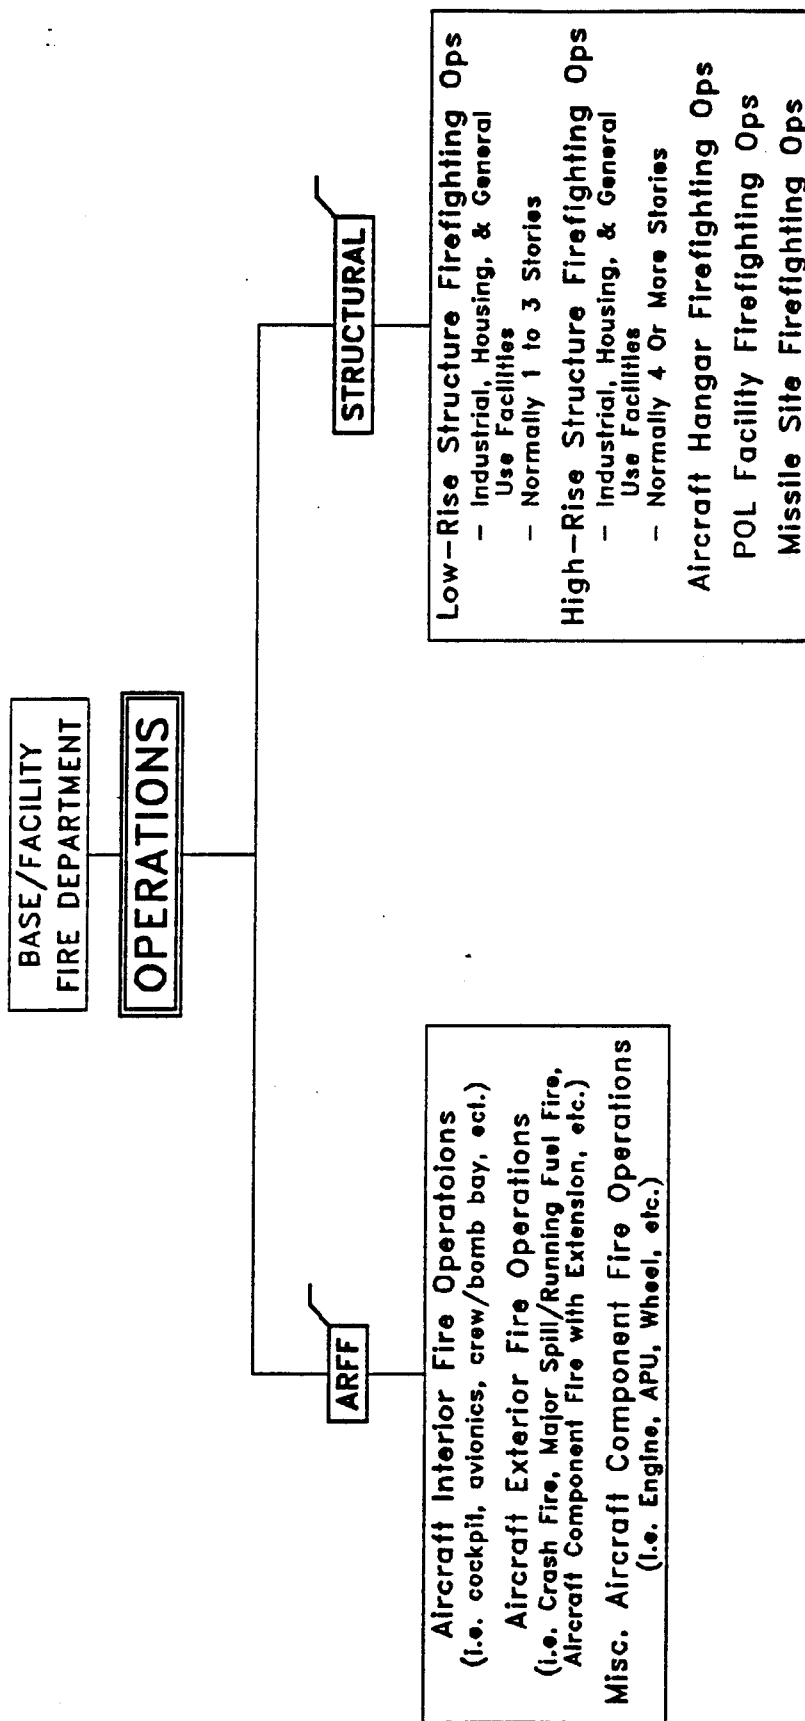 BASE/FACILITY
FIRE DEPARTMENT
OPERATIONS
ARFF
Aircraft Interior Fire Operatoions
(i.e. cockpit, avionics, crew/bomb bay, ect.)
Aircraft Exterior Fire Operations
(i.e. Crash Fire, Major Spill/Running Fuel Fire,
Aircraft Component Fire with Extension, etc.)
Misc. Aircraft Component Fire Operations
(i.e. Engine, APU, Wheel, etc.)
STRUCTURAL
Low-Rise Structure Firefighting Ops
- Industrial, Housing, & General
Use Facilities
- Normally 1 to 3 Stories
High-Rise Structure Firefighting Ops
- Industrial, Housing, & General
Use Facilities
- Normally 4 Or More Stories
Aircraft Hangar Firefighting Ops
POL Facility Firefighting Ops
Missile Site Firefighting Ops